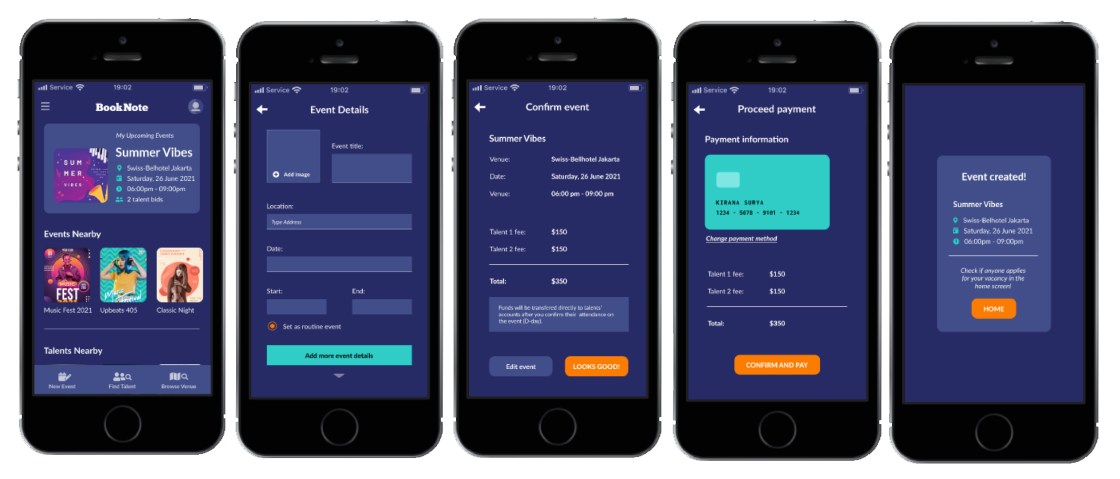 Service 19:02
BookNote
My Upcoming Events
Summer Vibes
SUM
MER
VIBES
Swiss-Bellhotel Jakarta
Saturday, 26 June 2021
06:00pm - 09:00pm
2 talent bids
Events Nearby
FEST
Music Fest 2021 Upbeats 405 Classic Night
Talents Nearby
New Event Find Talent Browse Venue
Service 19:02
Event Details
Event title:
Add image
Location:
Type Address
Date:
Start: End:
Set as routine event
Add more event details
Service 19:02
Confirm event
Summer Vibes
Venue: Swiss-Bellhotel Jakarta
Date: Saturday, 26 June 2021
Venue: 06:00 pm - 09:00 pm
Talent 1 fee: $150
Talent 2 fee: $150
Total: $350
Funds will be transferred directly to talents'
accounts after you confirm their attendance on
the event (D-day).
Edit event LOOKS GOOD!
Service 19:02
Proceed payment
Payment information
KIRANA SURYA
1234 - 5678 - 9101 - 1234
Change payment method
Talent 1 fee: $150
Talent 2 fee: $150
Total: $350
CONFIRM AND PAY
Event created!
Summer Vibes
Swiss-Belhotel Jakarta
Saturday, 26 June 2021
06:00pm - 09:00pm
Check if anyone applies
for your vacancy in the
home screen!
HOME